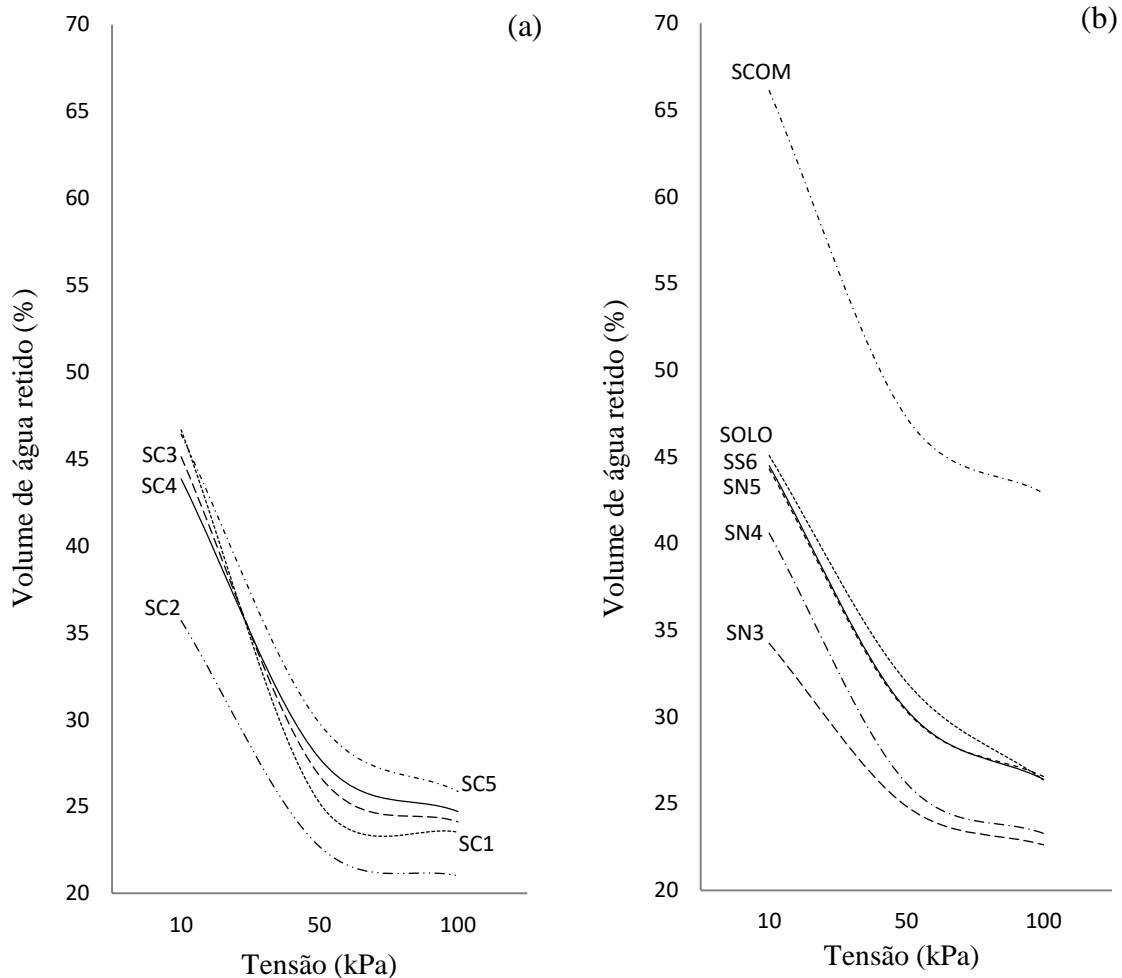 (a)
Volume de água retido (%)
70
65
60
55
50
45
40
35
30
25
20
SC3
SC4
SC2
SC5
SC1
10
50
100
Tensão (kPa)
(b)
Volume de água retido (%)
70
65
60
55
50
45
40
35
30
25
20
SCOM
SOLO
SS6
SN5
SN4
SN3
10
50
100
Tensão (kPa)